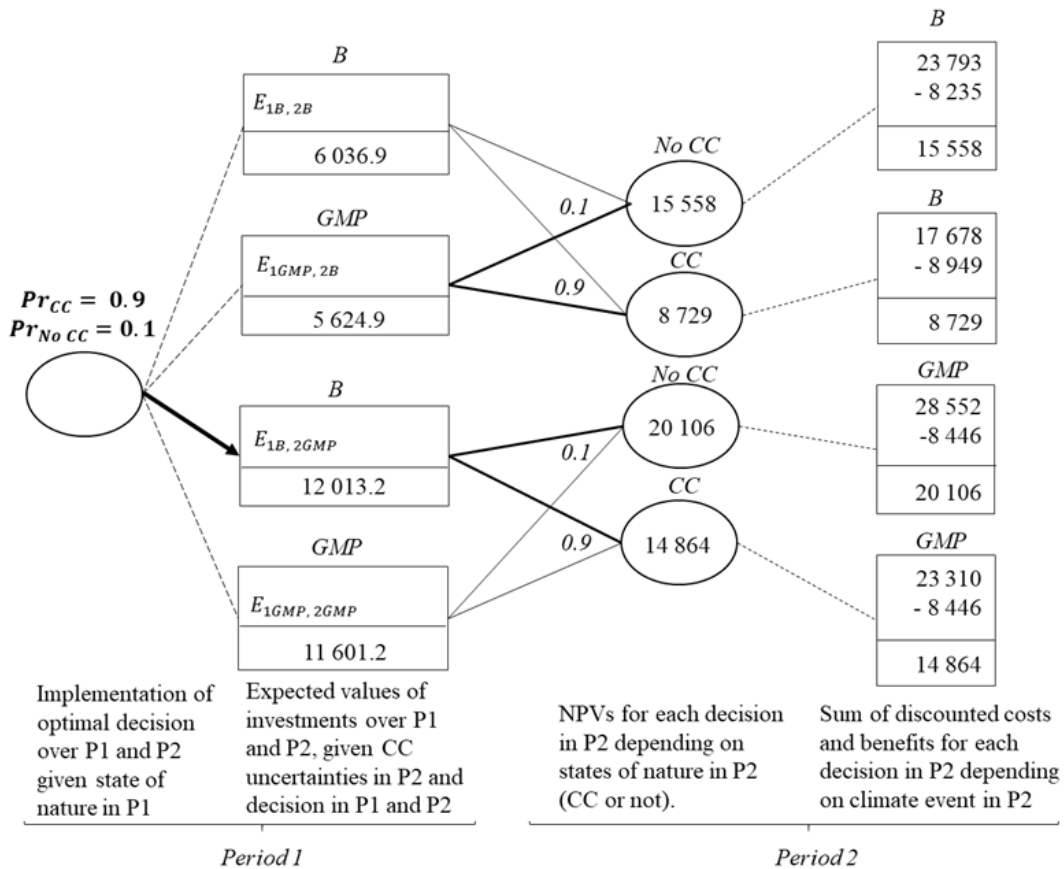 Pr_CC = 0.9
Pr_No CC = 0.1
B
E_1B, 2B
6 036.9
GMP
E_1GMP, 2B
5 624.9
B
E_1B, 2GMP
12 013.2
GMP
E_1GMP, 2GMP
11 601.2
0.1
0.9
0.1
0.9
No CC
15 558
CC
8 729
No CC
20 106
CC
14 864
B
23 793
- 8 235
15 558
B
17 678
- 8 949
8 729
GMP
28 552
-8 446
20 106
GMP
23 310
- 8 446
14 864
Implementation of
optimal decision
over P1 and P2
given state of
nature in P1
Expected values of
investments over P1
and P2, given CC
uncertainties in P2 and
decision in P1 and P2
NPVs for each decision
in P2 depending on
states of nature in P2
(CC or not).
Sum of discounted costs
and benefits for each
decision in P2 depending
on climate event in P2
Period 1
Period 2